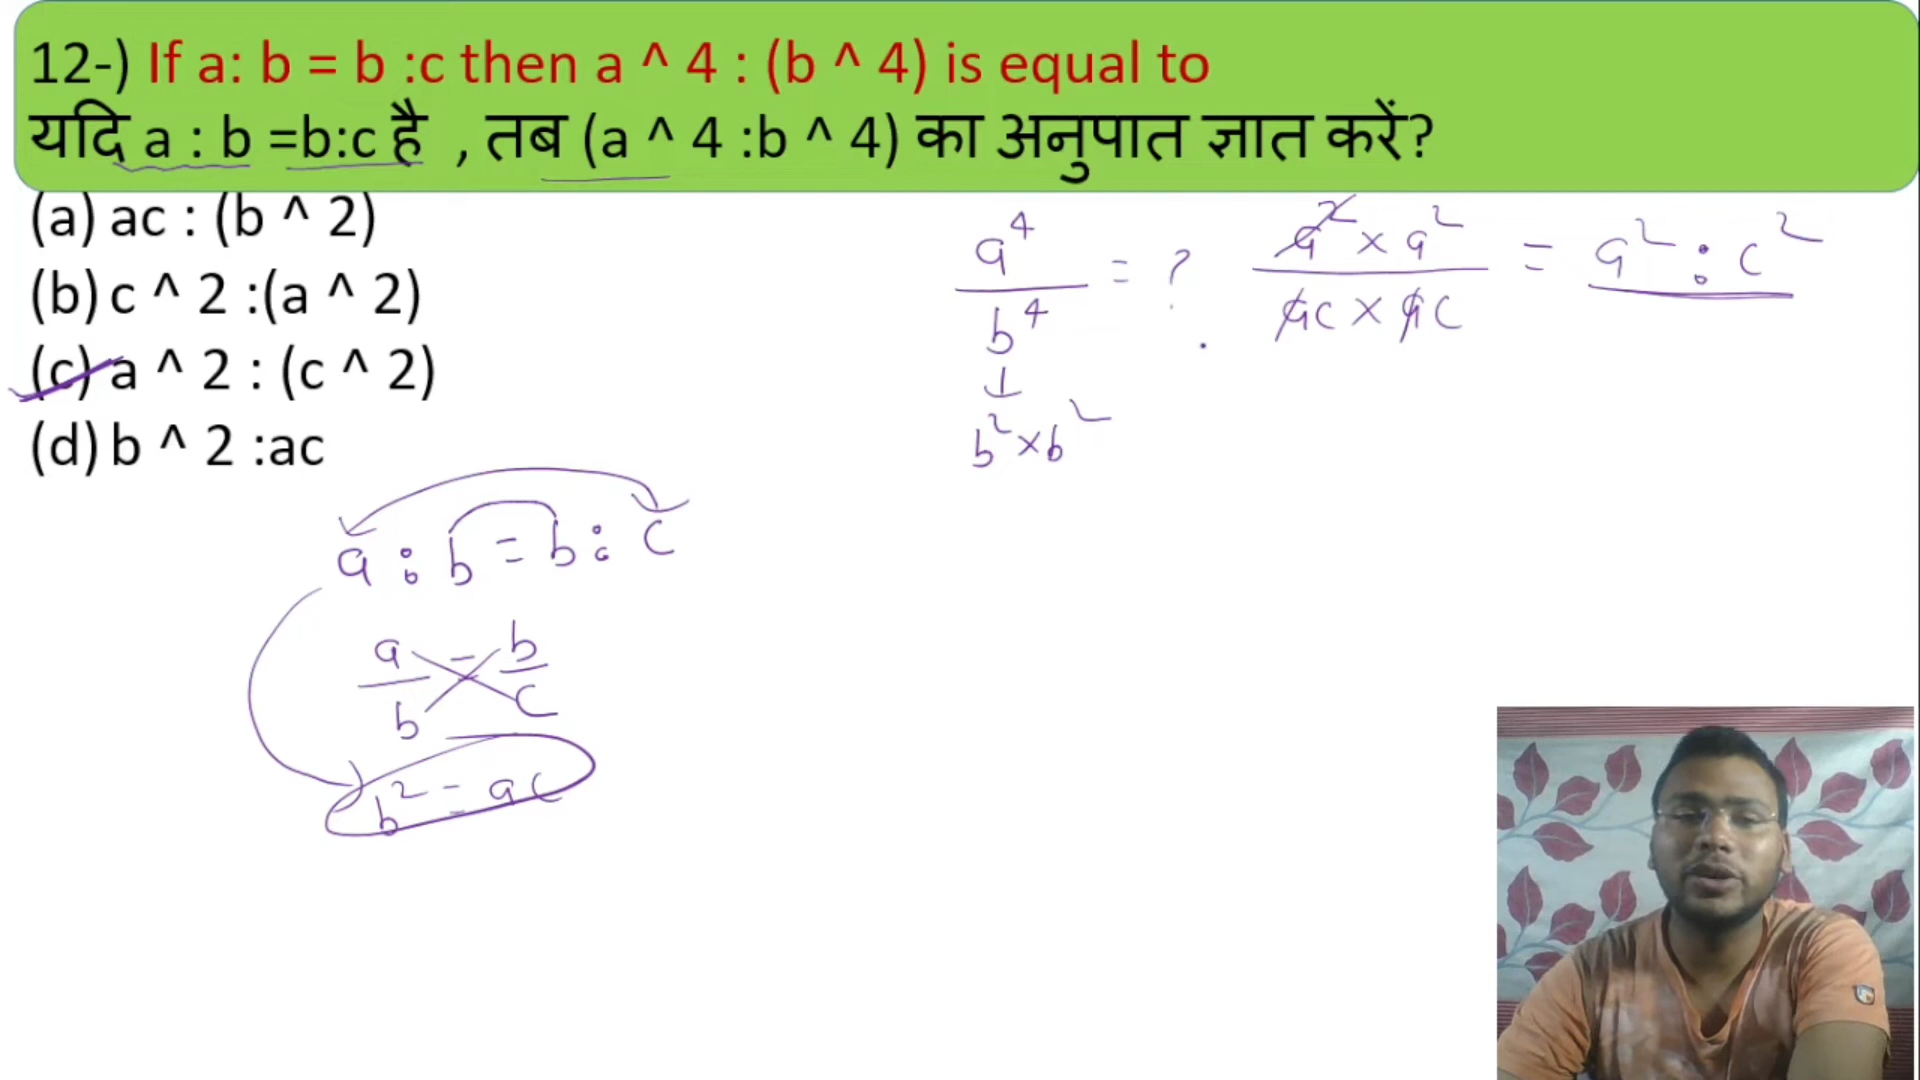 12-) If a: b = b :c then a ^ 4 : (b ^ 4) is equal to
यदि a : b =b:c है , तब (a ^ 4 :b ^ 4) का अनुपात ज्ञात करें?
(a) ac : (b ^ 2)
(b) c ^ 2 :(a ^ 2)
(c) a ^ 2 : (c ^ 2)
(d) b ^ 2 :ac
a⁴/b⁴ = ? a² × a² / ac × ac = a² : c²
↓
b² × b²
a : b = b : c
a/b = b/c
b² = ac